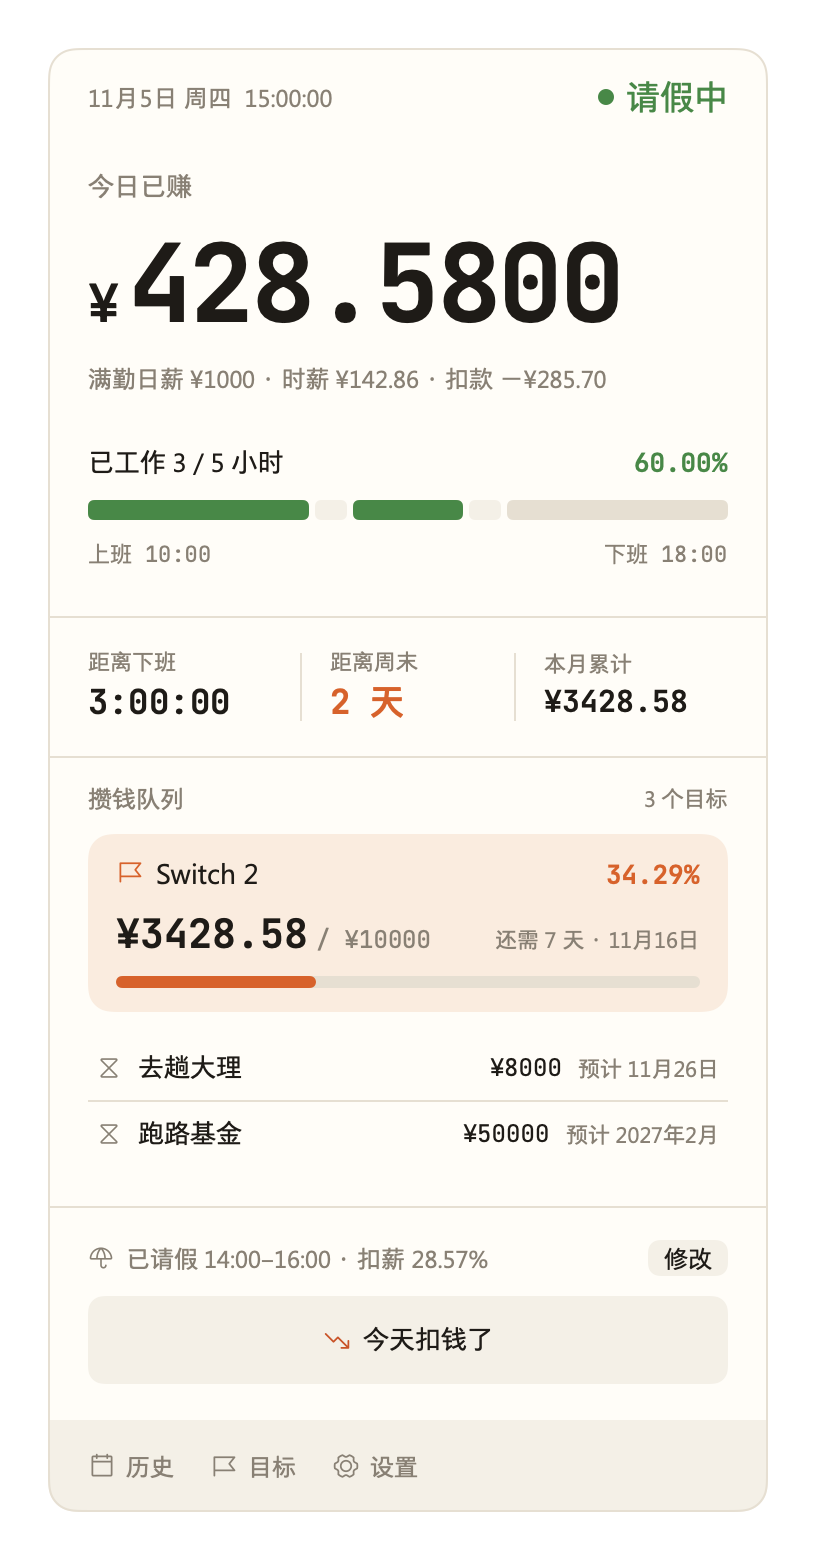 11月5日 周四 15:00:00 请假中
今日已赚
¥428.5800
满勤日薪 ¥1000 · 时薪 ¥142.86 · 扣款 −¥285.70
已工作 3 / 5 小时 60.00%
上班 10:00 下班 18:00
距离下班 距离周末 本月累计
3:00:00 2 天 ¥3428.58
攒钱队列 3 个目标
Switch 2 34.29%
¥3428.58 / ¥10000 还需 7 天 · 11月16日
去趟大理 ¥8000 预计 11月26日
跑路基金 ¥50000 预计 2027年2月
已请假 14:00–16:00 · 扣薪 28.57% 修改
今天扣钱了
历史 目标 设置